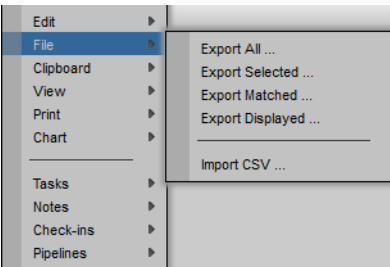 Edit
File
Clipboard
View
Print
Chart
Tasks
Notes
Check-ins
Pipelines
Export All ...
Export Selected ...
Export Matched ...
Export Displayed ...
Import CSV ...